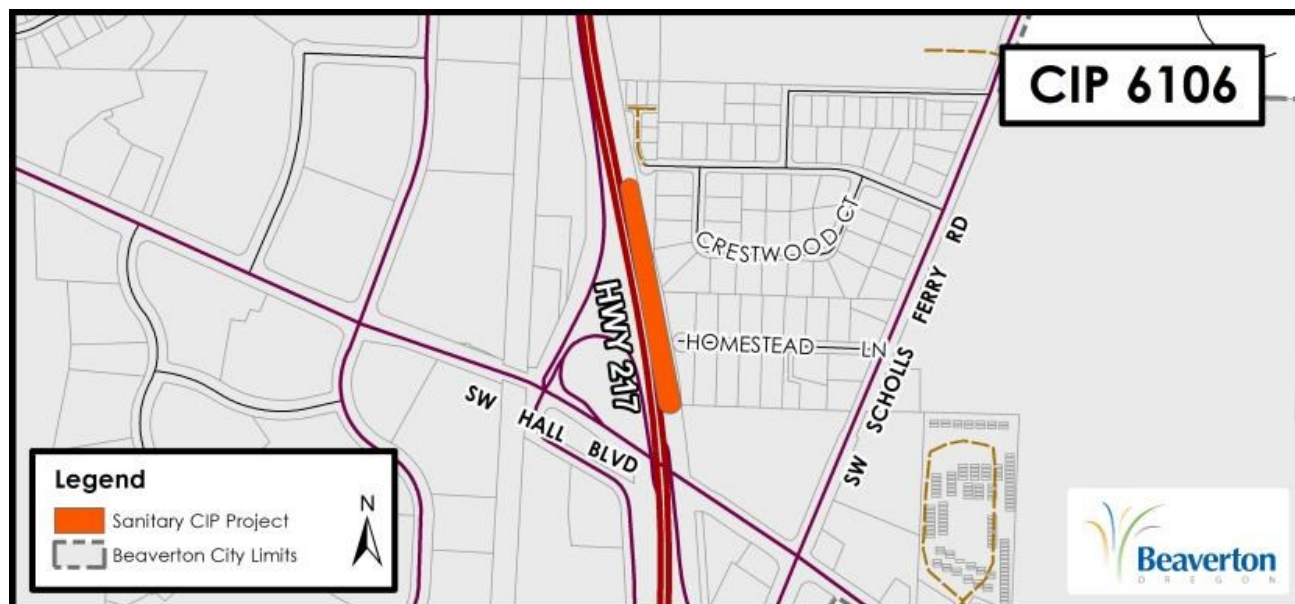 CIP 6106
CRESTWOOD CT
HWY 217
HOMESTEAD LN
SW SCHOLLS FERRY RD
SW HALL BLVD
Legend
N
Sanitary CIP Project
Beaverton City Limits
Beaverton
OREGON